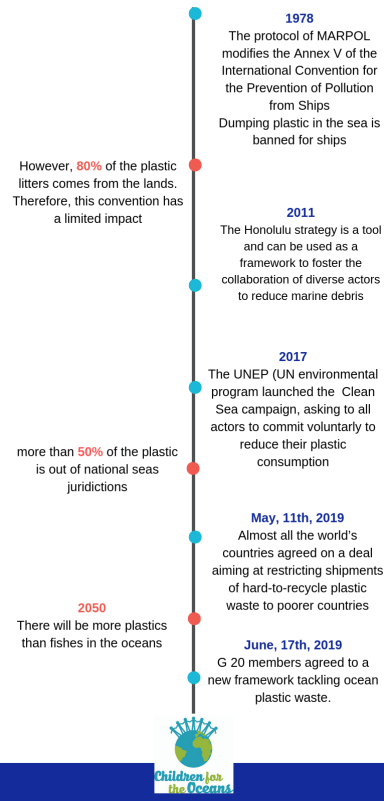 1978
The protocol of MARPOL
modifies the Annex V of the
International Convention for
the Prevention of Pollution
from Ships
Dumping plastic in the sea is
banned for ships
However, 80% of the plastic
litters comes from the lands.
Therefore, this convention has
a limited impact
2011
The Honolulu strategy is a tool
and can be used as a
framework to foster the
collaboration of diverse actors
to reduce marine debris
2017
The UNEP (UN environmental
program launched the Clean
Sea campaign, asking to all
actors to commit voluntarly to
reduce their plastic
consumption
more than 50% of the plastic
is out of national seas
juridictions
May, 11th, 2019
Almost all the world's
countries agreed on a deal
aiming at restricting shipments
of hard-to-recycle plastic
waste to poorer countries
2050
There will be more plastics
than fishes in the oceans
June, 17th, 2019
G 20 members agreed to a
new framework tackling ocean
plastic waste.
Children for
the Oceans